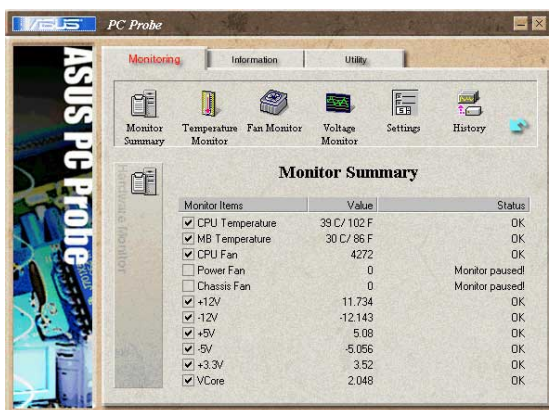 ASUS PC Probe
Monitoring Information Utility
Monitor Summary Temperature Monitor Fan Monitor Voltage Monitor Settings History
ASUS PC Probe
Hardware Monitor
Monitor Summary
Monitor Items Value Status
CPU Temperature 39 C/ 102 F OK
MB Temperature 30 C/ 86 F OK
CPU Fan 4272 OK
Power Fan 0 Monitor paused!
Chassis Fan 0 Monitor paused!
+12V 11.734 OK
-12V -12.143 OK
+5V 5.08 OK
-5V -5.056 OK
+3.3V 3.52 OK
VCore 2.048 OK